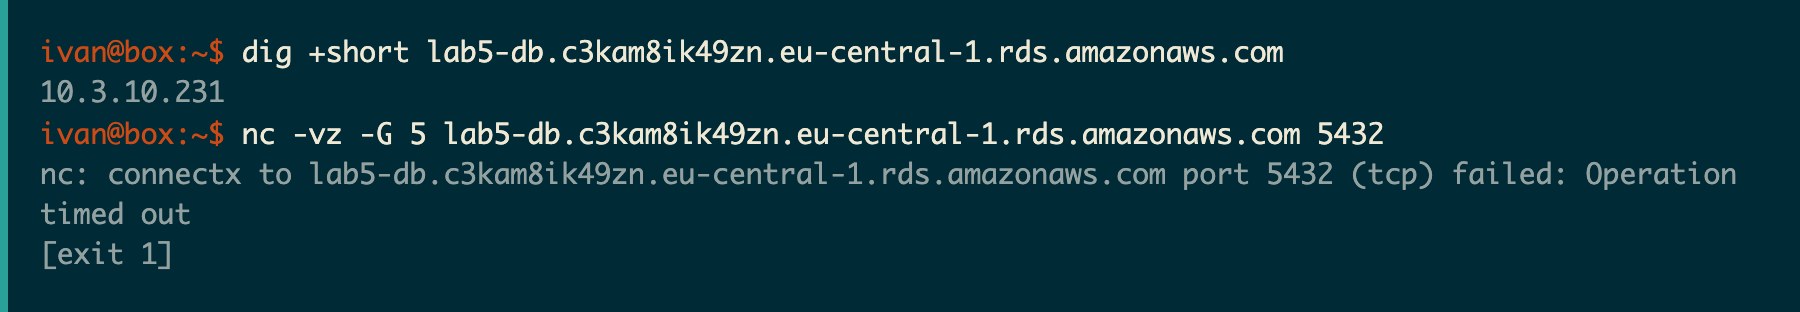 ivan@box:~$ dig +short lab5-db.c3kam8ik49zn.eu-central-1.rds.amazonaws.com
10.3.10.231
ivan@box:~$ nc -vz -G 5 lab5-db.c3kam8ik49zn.eu-central-1.rds.amazonaws.com 5432
nc: connectx to lab5-db.c3kam8ik49zn.eu-central-1.rds.amazonaws.com port 5432 (tcp) failed: Operation
timed out
[exit 1]